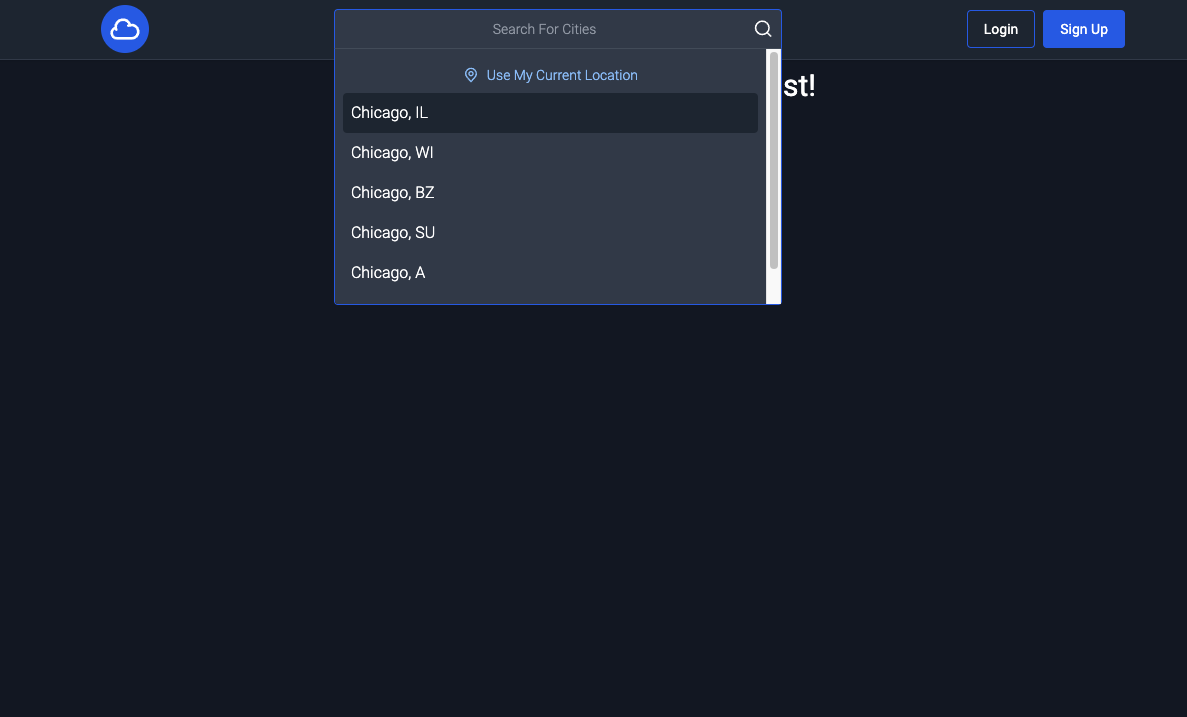 Search For Cities
Login
Sign Up
Use My Current Location
st!
Chicago, IL
Chicago, WI
Chicago, BZ
Chicago, SU
Chicago, A